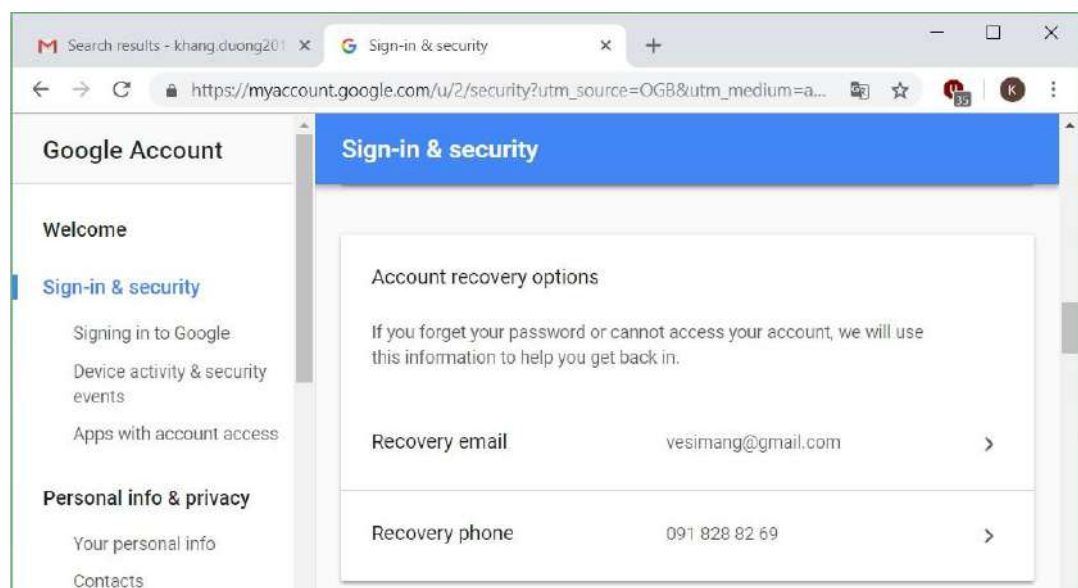 Search results - khang.duong201
Sign-in & security
https://myaccount.google.com/u/2/security?utm_source=OGB&utm_medium=a...
35
K
Google Account
Sign-in & security
Welcome
Sign-in & security
Signing in to Google
Device activity & security
events
Apps with account access
Personal info & privacy
Your personal info
Contacts
Account recovery options
If you forget your password or cannot access your account, we will use
this information to help you get back in.
Recovery email vesimang@gmail.com
Recovery phone 091 828 82 69